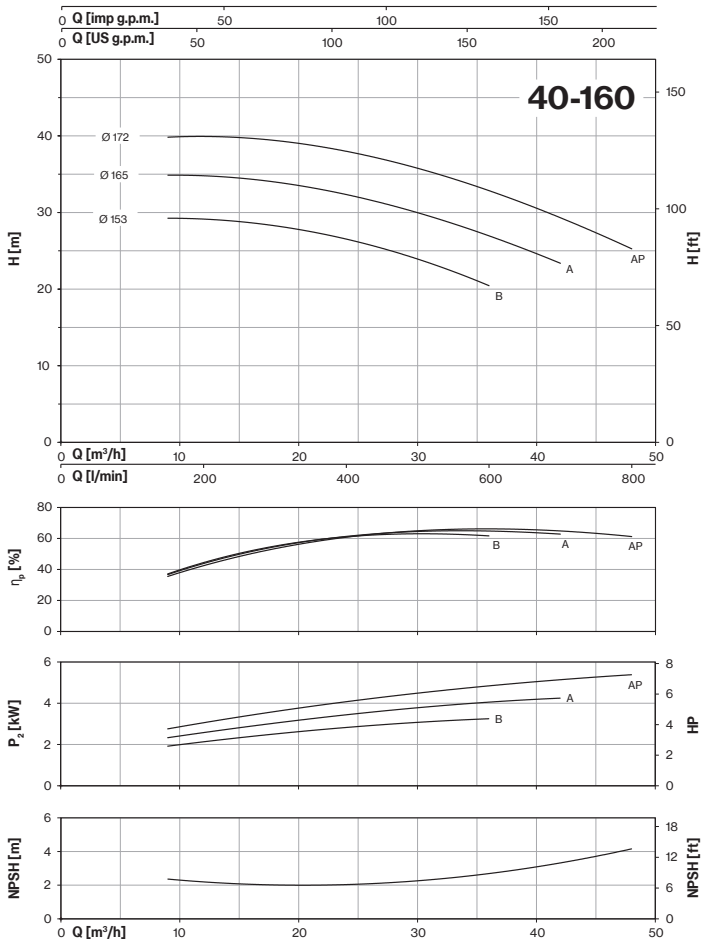 0 Q [imp g.p.m.] 50 100 150
0 Q [US g.p.m.] 50 100 150 200
40-160
50
40
30
20
10
0
H [m]
150
100
50
0
H [ft]
Ø 172
Ø 165
Ø 153
AP
A
B
0 Q [m³/h] 10 20 30 40 50
0 Q [l/min] 200 400 600 800
80
60
40
20
0
ηp [%]
B A AP
6
4
2
0
P2 [kW]
8
6
4
2
0
HP
AP
A
B
6
4
2
0
NPSH [m]
18
12
6
0
NPSH [ft]
0 Q [m³/h] 10 20 30 40 50